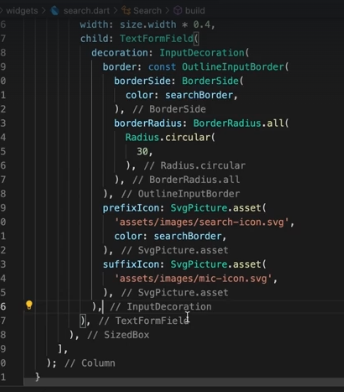 widgets > search.dart > Search > build
6 width: size.width * 0.4,
7 child: TextFormField(
8 decoration: InputDecoration(
9 border: const OutlineInputBorder(
0 borderSide: BorderSide(
1 color: searchBorder,
2 ), // BorderSide
3 borderRadius: BorderRadius.all(
4 Radius.circular(
5 30,
6 ), // Radius.circular
7 ), // BorderRadius.all
8 ), // OutlineInputBorder
9 prefixIcon: SvgPicture.asset(
0 'assets/images/search-icon.svg',
1 color: searchBorder,
2 ), // SvgPicture.asset
3 suffixIcon: SvgPicture.asset(
4 'assets/images/mic-icon.svg',
5 ), // SvgPicture.asset
6 ), // InputDecoration
7 ), // TextFormField
8 ), // SizedBox
9 ],
0 ); // Column
1 }